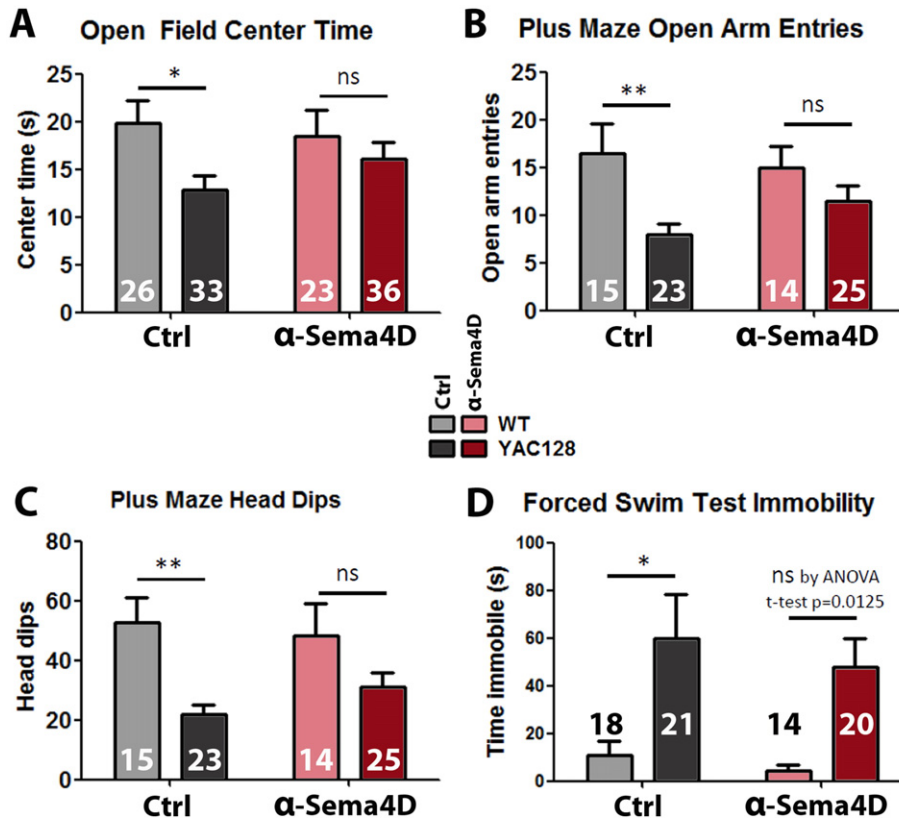 A Open Field Center Time
Center time (s)
25
20
15
10
5
0
*
ns
26 33 23 36
Ctrl α-Sema4D
B Plus Maze Open Arm Entries
Open arm entries
25
20
15
10
5
0
**
ns
15 23 14 25
Ctrl α-Sema4D
Ctrl
α-Sema4D
WT
YAC128
C Plus Maze Head Dips
Head dips
80
60
40
20
0
**
ns
15 23 14 25
Ctrl α-Sema4D
D Forced Swim Test Immobility
Time immobile (s)
100
80
60
40
20
0
*
ns by ANOVA
t-test p=0.0125
18 21 14 20
Ctrl α-Sema4D